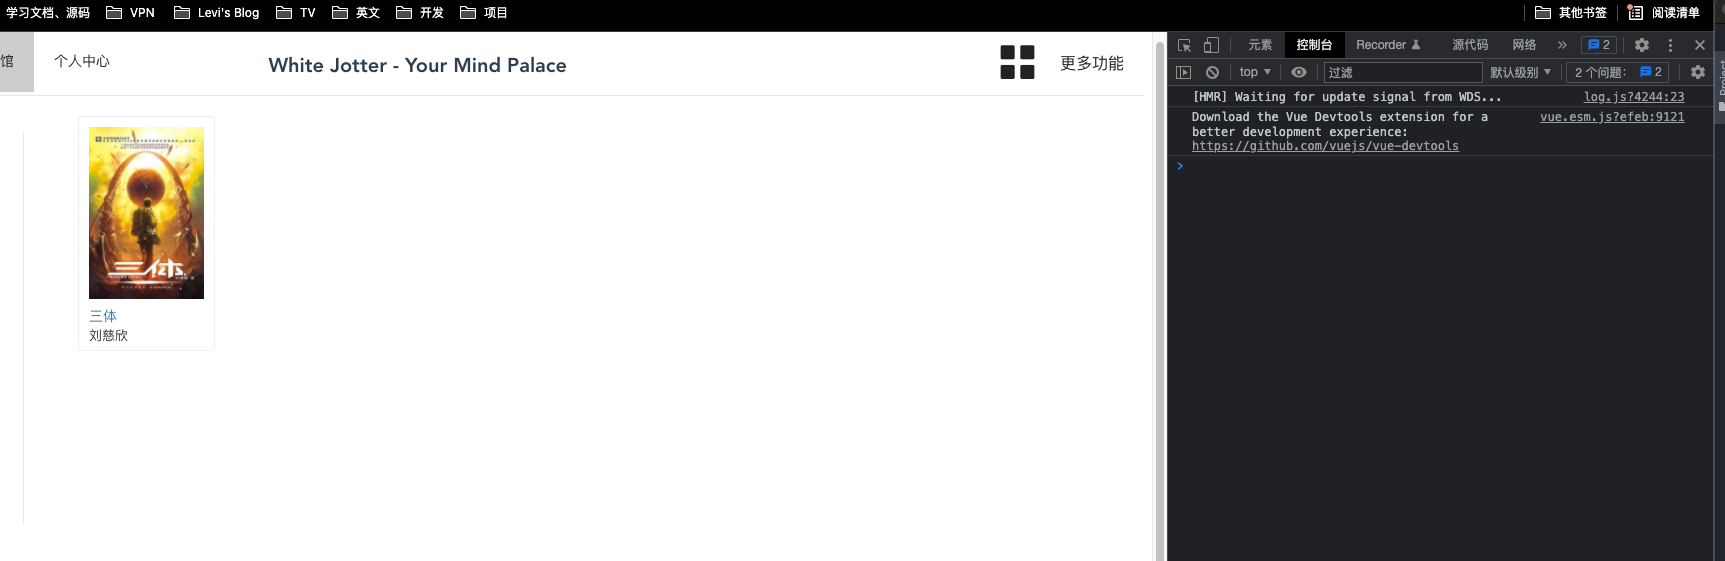 学习文档、源码 VPN Levi's Blog TV 英文 开发 项目 其他书签 阅读清单
馆 个人中心 White Jotter - Your Mind Palace 更多功能
三体
三体
刘慈欣
元素 控制台 Recorder 源代码 网络 » 2
top 过滤 默认级别 2 个问题: 2
[HMR] Waiting for update signal from WDS... log.js?4244:23
Download the Vue Devtools extension for a vue.esm.js?efeb:9121
better development experience:
https://github.com/vuejs/vue-devtools
Project